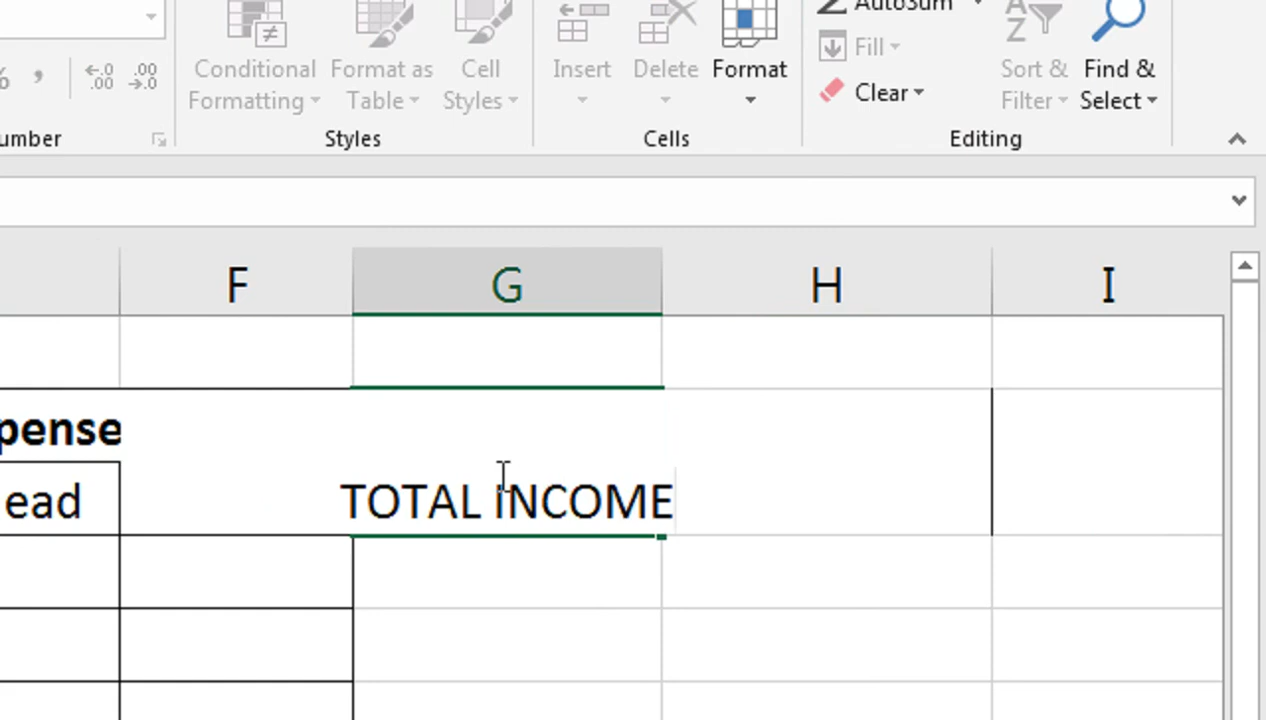 AutoSum
Fill
Clear
Conditional
Formatting
Format as
Table
Cell
Styles
Insert
Delete
Format
Sort &
Filter
Find &
Select
umber
Styles
Cells
Editing
F
G
H
I
pense
ead
TOTAL INCOME